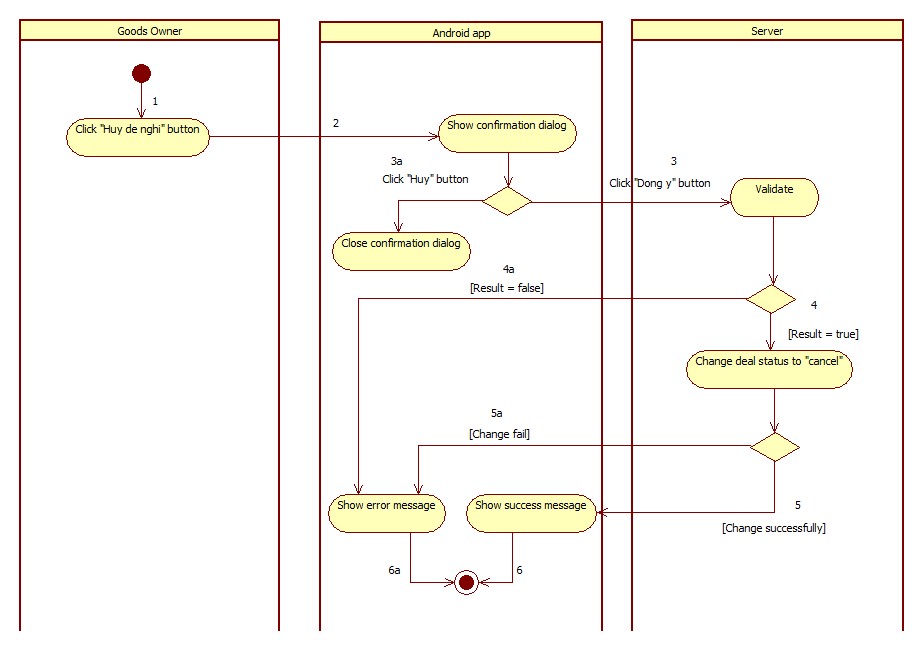 Goods Owner
Android app
Server
1
Click "Huy de nghi" button
2
Show confirmation dialog
3a
Click "Huy" button
3
Click "Dong y" button
Validate
Close confirmation dialog
4a
[Result = false]
4
[Result = true]
Change deal status to "cancel"
5a
[Change fail]
Show error message
Show success message
5
[Change successfully]
6a
6